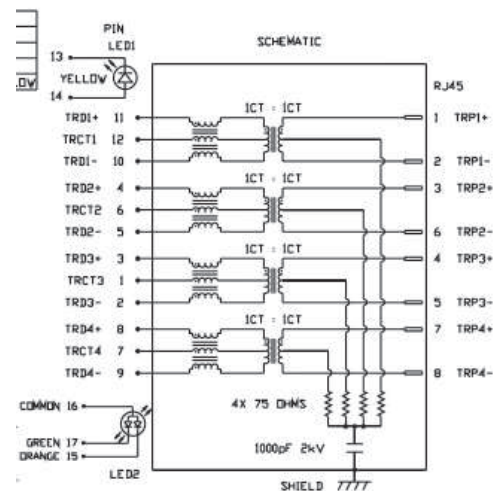 PIN
LED1
SCHEMATIC
13
YELLOW
14
RJ45
1CT : 1CT
TRD1+ 11
1 TRP1+
TRCT1 12
TRD1- 10
2 TRP1-
1CT : 1CT
TRD2+ 4
3 TRP2+
TRCT2 6
TRD2- 5
6 TRP2-
1CT : 1CT
TRD3+ 3
4 TRP3+
TRCT3 1
TRD3- 2
5 TRP3-
1CT : 1CT
TRD4+ 8
7 TRP4+
TRCT4 7
TRD4- 9
8 TRP4-
4X 75 OHMS
COMMON 16
GREEN 17
ORANGE 15
1000pF 2kV
LED2
SHIELD